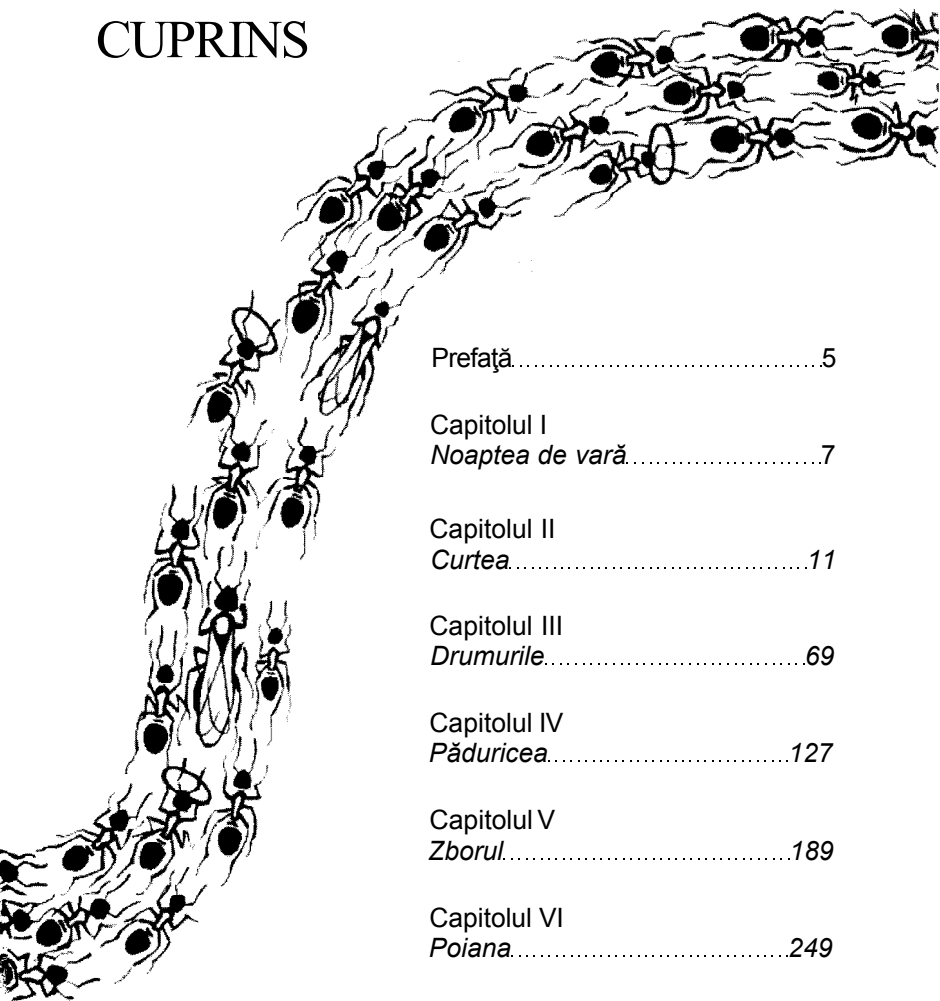 CUPRINS
Prefaţă.......................................................5
Capitolul I
Noaptea de vară..................................7
Capitolul II
Curtea....................................................11
Capitolul III
Drumurile.............................................69
Capitolul IV
Păduricea..........................................127
Capitolul V
Zborul..................................................189
Capitolul VI
Poiana.................................................249